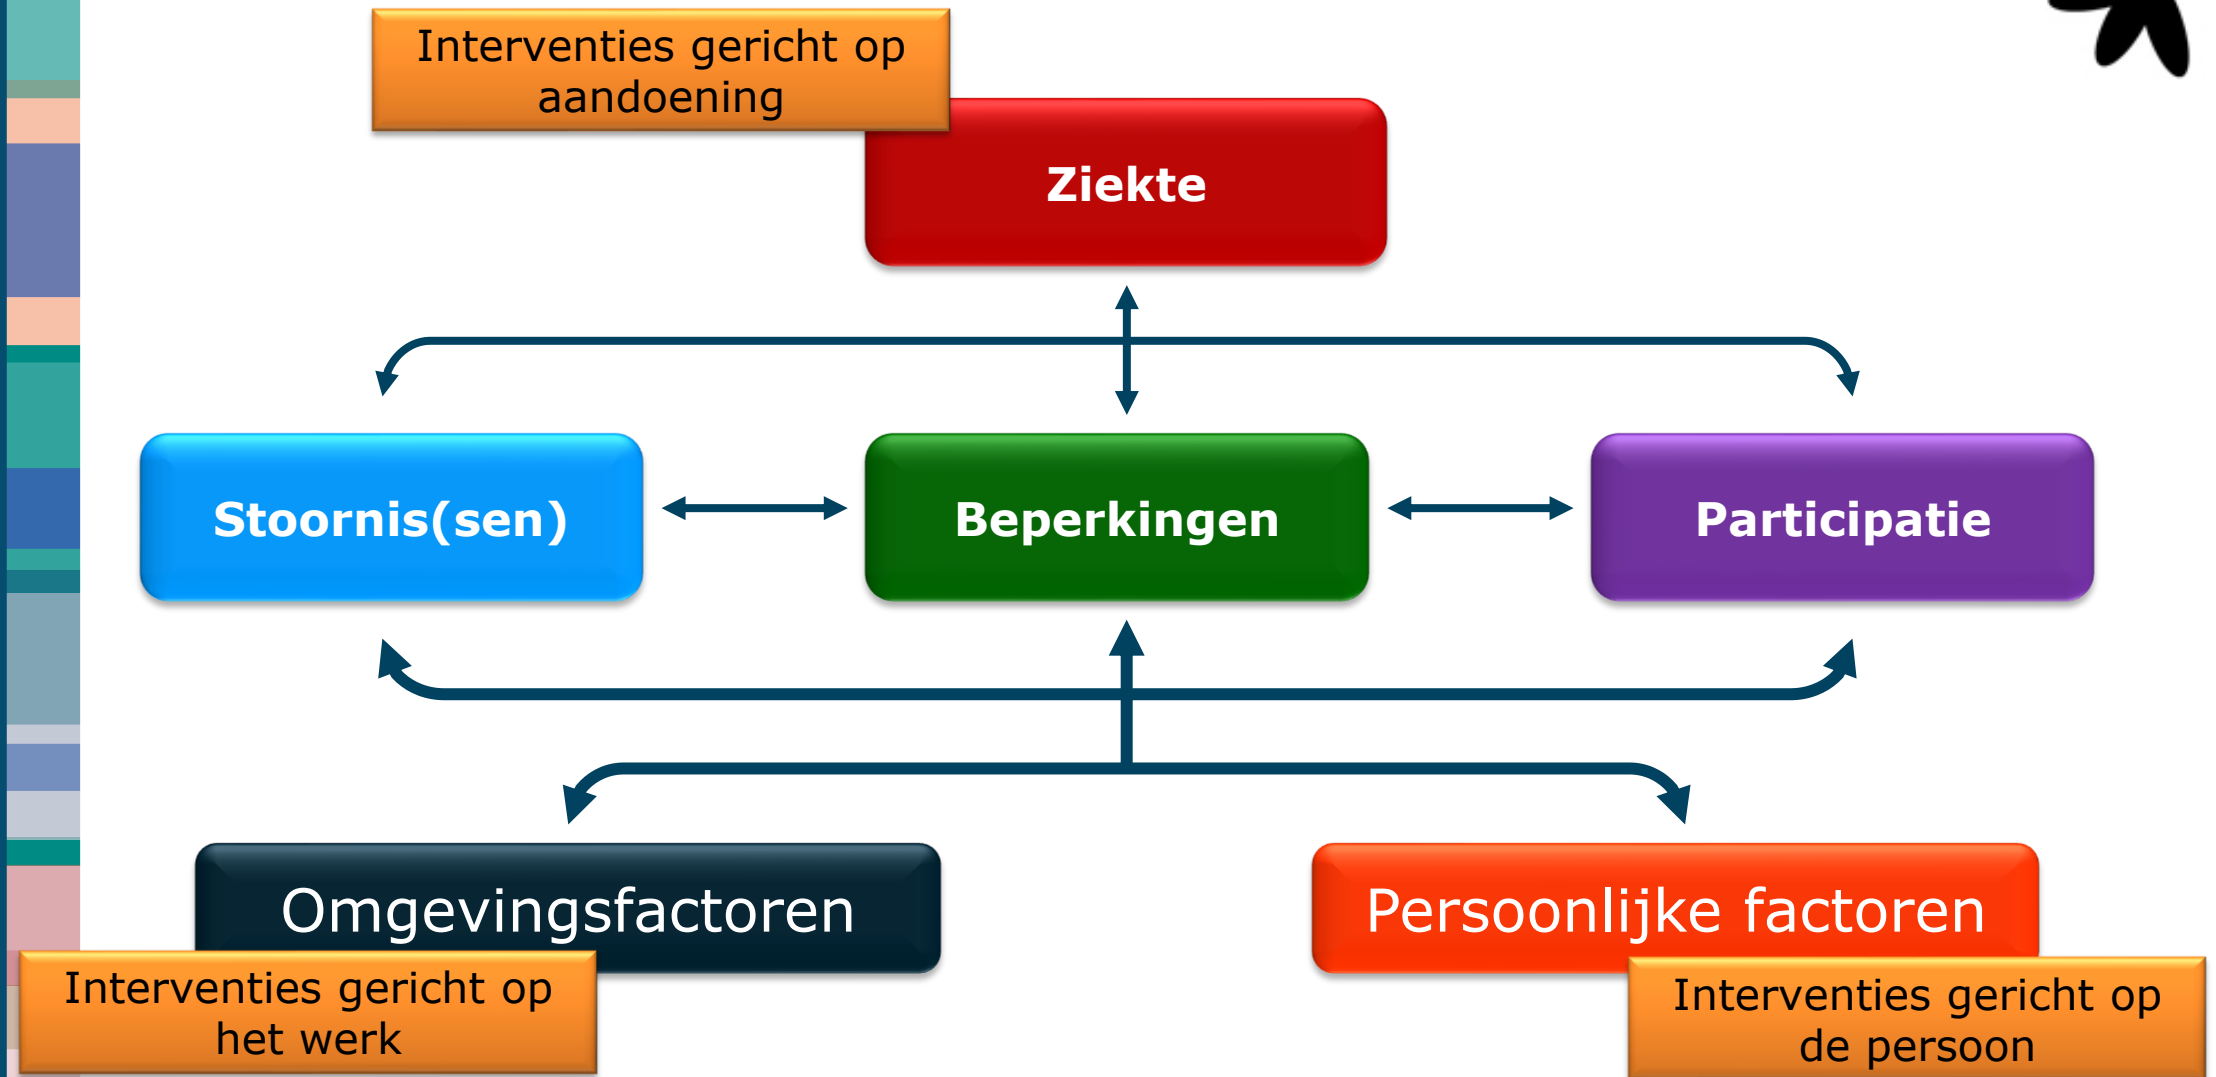 Interventies gericht op
aandoening
Ziekte
Stoornis(sen)
Beperkingen
Participatie
Omgevingsfactoren
Persoonlijke factoren
Interventies gericht op
het werk
Interventies gericht op
de persoon